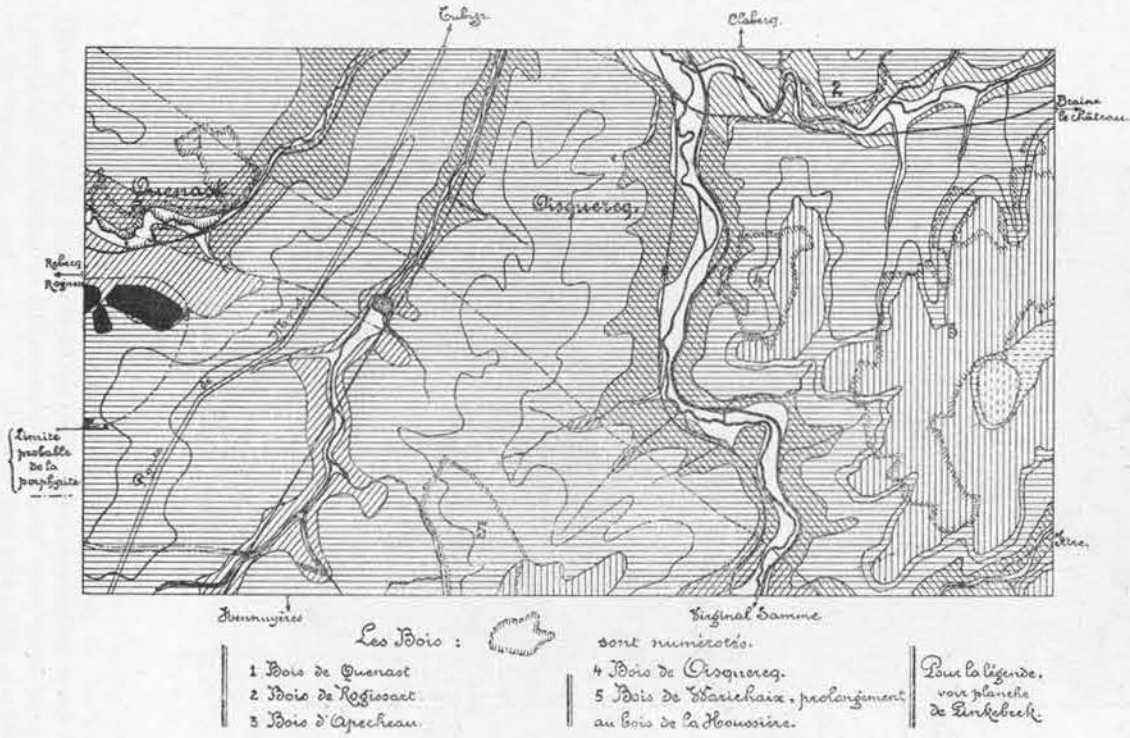 Tubize
Clabecq.
2
Braine
le Château.
Quenast
Oisquercq.
Rebecq
Rognon
Limite
probable
de la
porphyrite
Ittre.
Hennuyères
Virginal Samme
Les Bois :
sont numérotés.
1 Bois de Quenast
2 Bois de Rogissart.
3 Bois d'Apecheau.
4 Bois de Oisquercq.
5 Bois de Warichaix, prolongement
au bois de la Houssière.
Pour la légende,
voir planche
de Linkebeek.